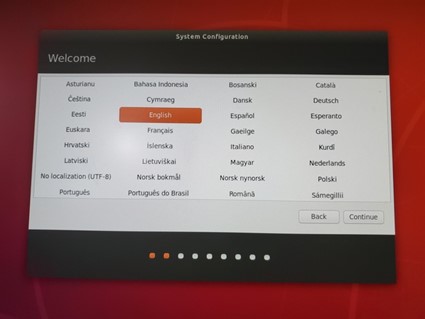 System Configuration
Welcome
Asturianu Bahasa Indonesia Bosanski Català
Čeština Cymraeg Dansk Deutsch
Eesti English Español Esperanto
Euskara Français Gaeilge Galego
Hrvatski Íslenska Italiano Kurdî
Latviski Lietuviškai Magyar Nederlands
No localization (UTF-8) Norsk bokmål Norsk nynorsk Polski
Português Português do Brasil Română Sámegillii
Back Continue